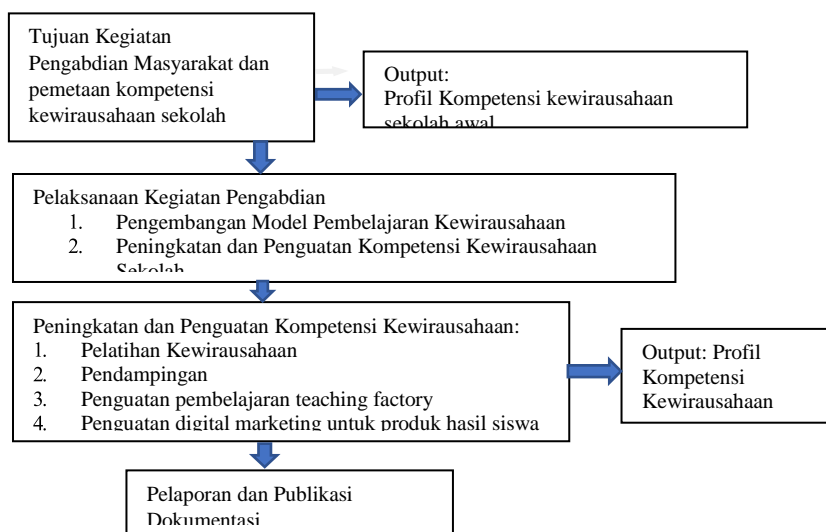 Tujuan Kegiatan
Pengabdian Masyarakat dan
pemetaan kompetensi
kewirausahaan sekolah
Output:
Profil Kompetensi kewirausahaan
sekolah awal
Pelaksanaan Kegiatan Pengabdian
1. Pengembangan Model Pembelajaran Kewirausahaan
2. Peningkatan dan Penguatan Kompetensi Kewirausahaan
Sekolah
Peningkatan dan Penguatan Kompetensi Kewirausahaan:
1. Pelatihan Kewirausahaan
2. Pendampingan
3. Penguatan pembelajaran teaching factory
4. Penguatan digital marketing untuk produk hasil siswa
Output: Profil
Kompetensi
Kewirausahaan
Pelaporan dan Publikasi
Dokumentasi